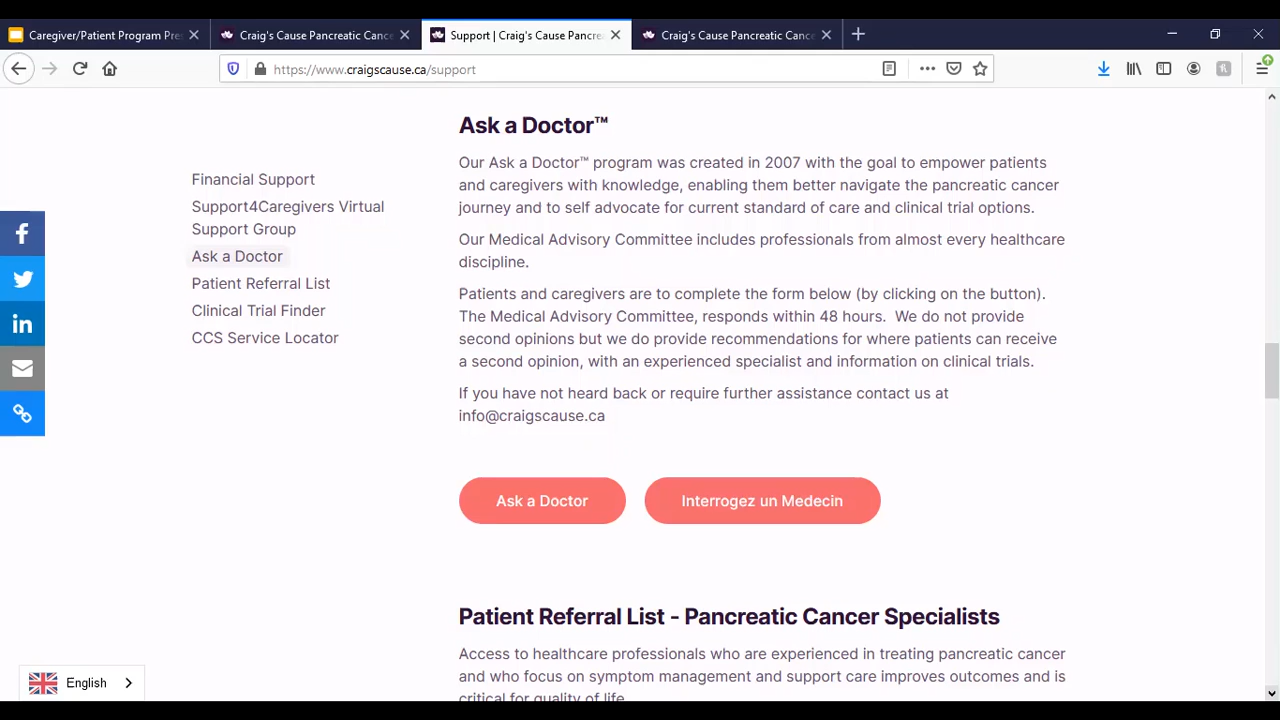 Caregiver/Patient Program Pre
Craig's Cause Pancreatic Cance
Support | Craig's Cause Pancrea
Craig's Cause Pancreatic Cance
https://www.craigscause.ca/support
Ask a Doctor™
Our Ask a Doctor™ program was created in 2007 with the goal to empower patients
and caregivers with knowledge, enabling them better navigate the pancreatic cancer
journey and to self advocate for current standard of care and clinical trial options.
Our Medical Advisory Committee includes professionals from almost every healthcare
discipline.
Patients and caregivers are to complete the form below (by clicking on the button).
The Medical Advisory Committee, responds within 48 hours. We do not provide
second opinions but we do provide recommendations for where patients can receive
a second opinion, with an experienced specialist and information on clinical trials.
If you have not heard back or require further assistance contact us at
info@craigscause.ca
Financial Support
Support4Caregivers Virtual
Support Group
Ask a Doctor
Patient Referral List
Clinical Trial Finder
CCS Service Locator
Ask a Doctor
Interrogez un Medecin
Patient Referral List - Pancreatic Cancer Specialists
Access to healthcare professionals who are experienced in treating pancreatic cancer
and who focus on symptom management and support care improves outcomes and is
critical for quality of life.
English